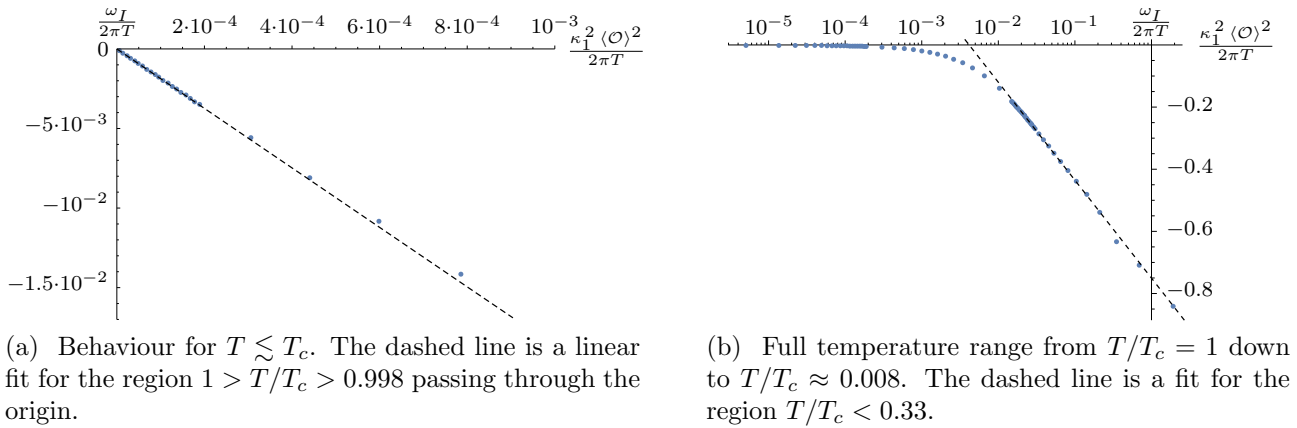 ω_I/2πT
2·10⁻⁴ 4·10⁻⁴ 6·10⁻⁴ 8·10⁻⁴ 10⁻³
κ₁² ⟨𝒪⟩²/2πT
0
−5·10⁻³
−10⁻²
−1.5·10⁻²
(a) Behaviour for T ≲ T_c. The dashed line is a linear
fit for the region 1 > T/T_c > 0.998 passing through the
origin.
10⁻⁵ 10⁻⁴ 10⁻³ 10⁻² 10⁻¹
ω_I/2πT
κ₁² ⟨𝒪⟩²/2πT
−0.2
−0.4
−0.6
−0.8
(b) Full temperature range from T/T_c = 1 down
to T/T_c ≈ 0.008. The dashed line is a fit for the
region T/T_c < 0.33.